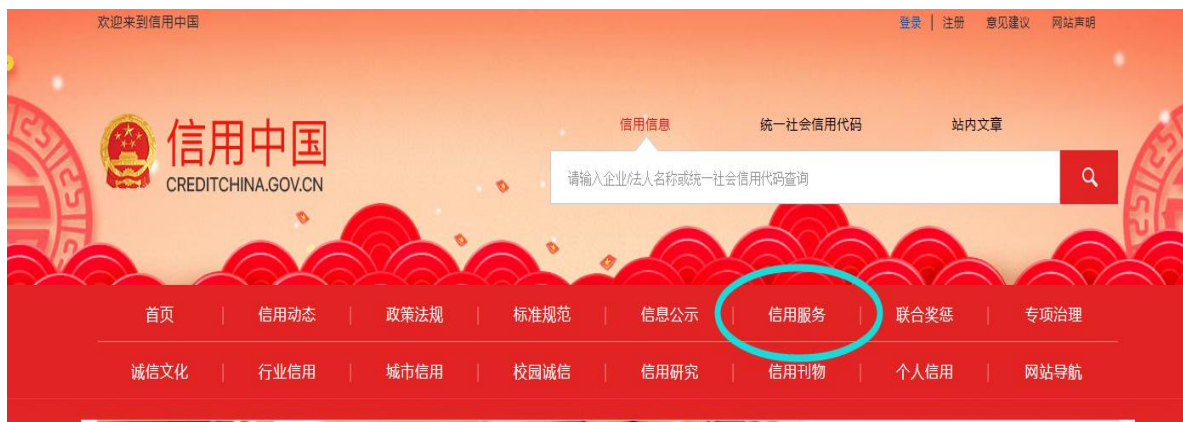 欢迎来到信用中国
登录 | 注册 意见建议 网站声明
信用信息 统一社会信用代码 站内文章
信用中国
CREDITCHINA.GOV.CN
请输入企业/法人名称或统一社会信用代码查询
首页 | 信用动态 | 政策法规 | 标准规范 | 信息公示 | 信用服务 | 联合奖惩 | 专项治理
诚信文化 | 行业信用 | 城市信用 | 校园诚信 | 信用研究 | 信用刊物 | 个人信用 | 网站导航